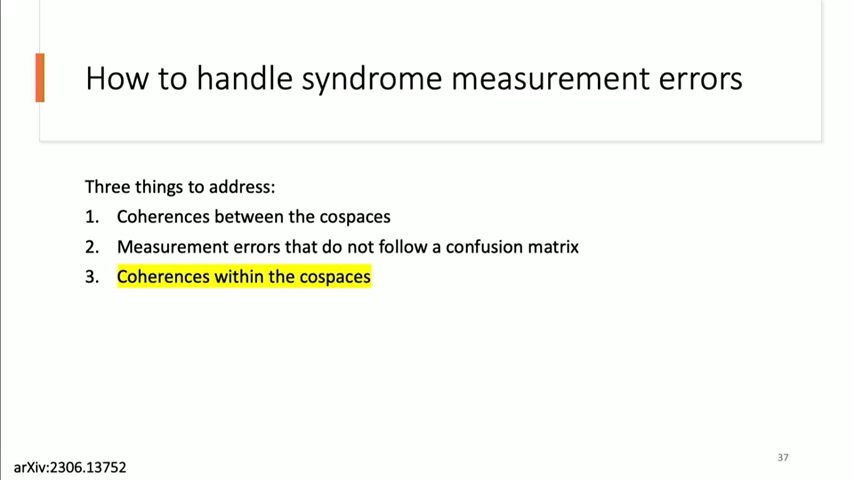 How to handle syndrome measurement errors
Three things to address:
1. Coherences between the cospaces
2. Measurement errors that do not follow a confusion matrix
3. Coherences within the cospaces
37
arXiv:2306.13752